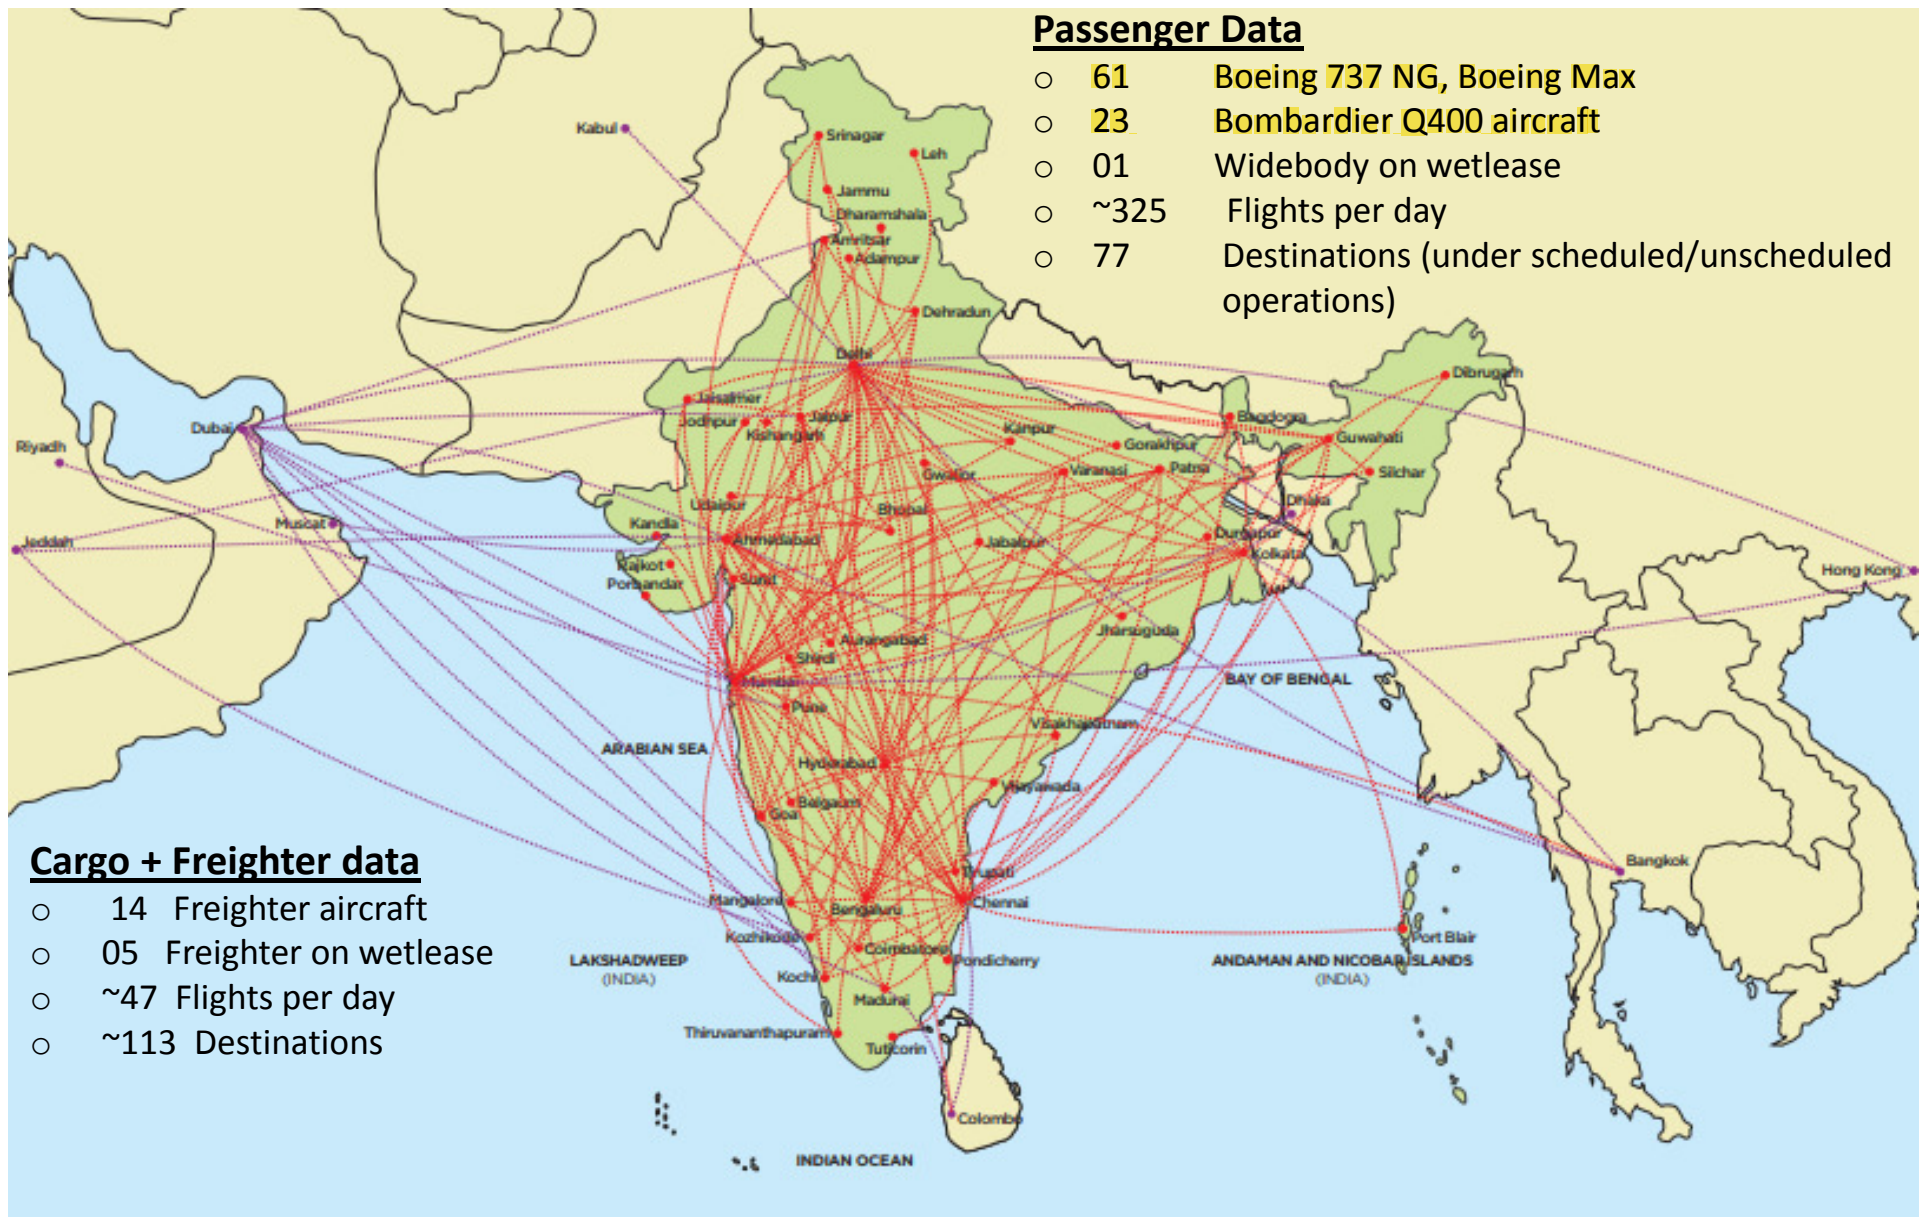 Passenger Data
o 61 Boeing 737 NG, Boeing Max
o 23 Bombardier Q400 aircraft
o 01 Widebody on wetlease
o ~325 Flights per day
o 77 Destinations (under scheduled/unscheduled
operations)
Kabul
Srinagar
Leh
Jammu
Dharamshala
Amritsar
Adampur
Dehradun
Delhi
Dibrugarh
Jaisalmer
Jodhpur
Jaipur
Kishangarh
Kanpur
Bagdogra
Dubai
Gorakhpur
Guwahati
Riyadh
Gwalior
Varanasi
Patna
Silchar
Udaipur
Bhopal
Dhaka
Muscat
Kandla
Jeddah
Ahmedabad
Jabalpur
Durgapur
Kolkata
Rajkot
Porbandar
Surat
Hong Kong
Aurangabad
Jharsuguda
Shirdi
Mumbai
BAY OF BENGAL
Pune
Visakhapatnam
ARABIAN SEA
Hyderabad
Vijayawada
Belgaum
Goa
Cargo + Freighter data
o 14 Freighter aircraft
o 05 Freighter on wetlease
o ~47 Flights per day
o ~113 Destinations
Bangkok
Tirupati
Mangalore
Bengaluru
Chennai
Kozhikode
Coimbatore
Port Blair
LAKSHADWEEP
(INDIA)
Pondicherry
ANDAMAN AND NICOBAR ISLANDS
(INDIA)
Kochi
Madurai
Thiruvananthapuram
Tuticorin
Colombo
INDIAN OCEAN